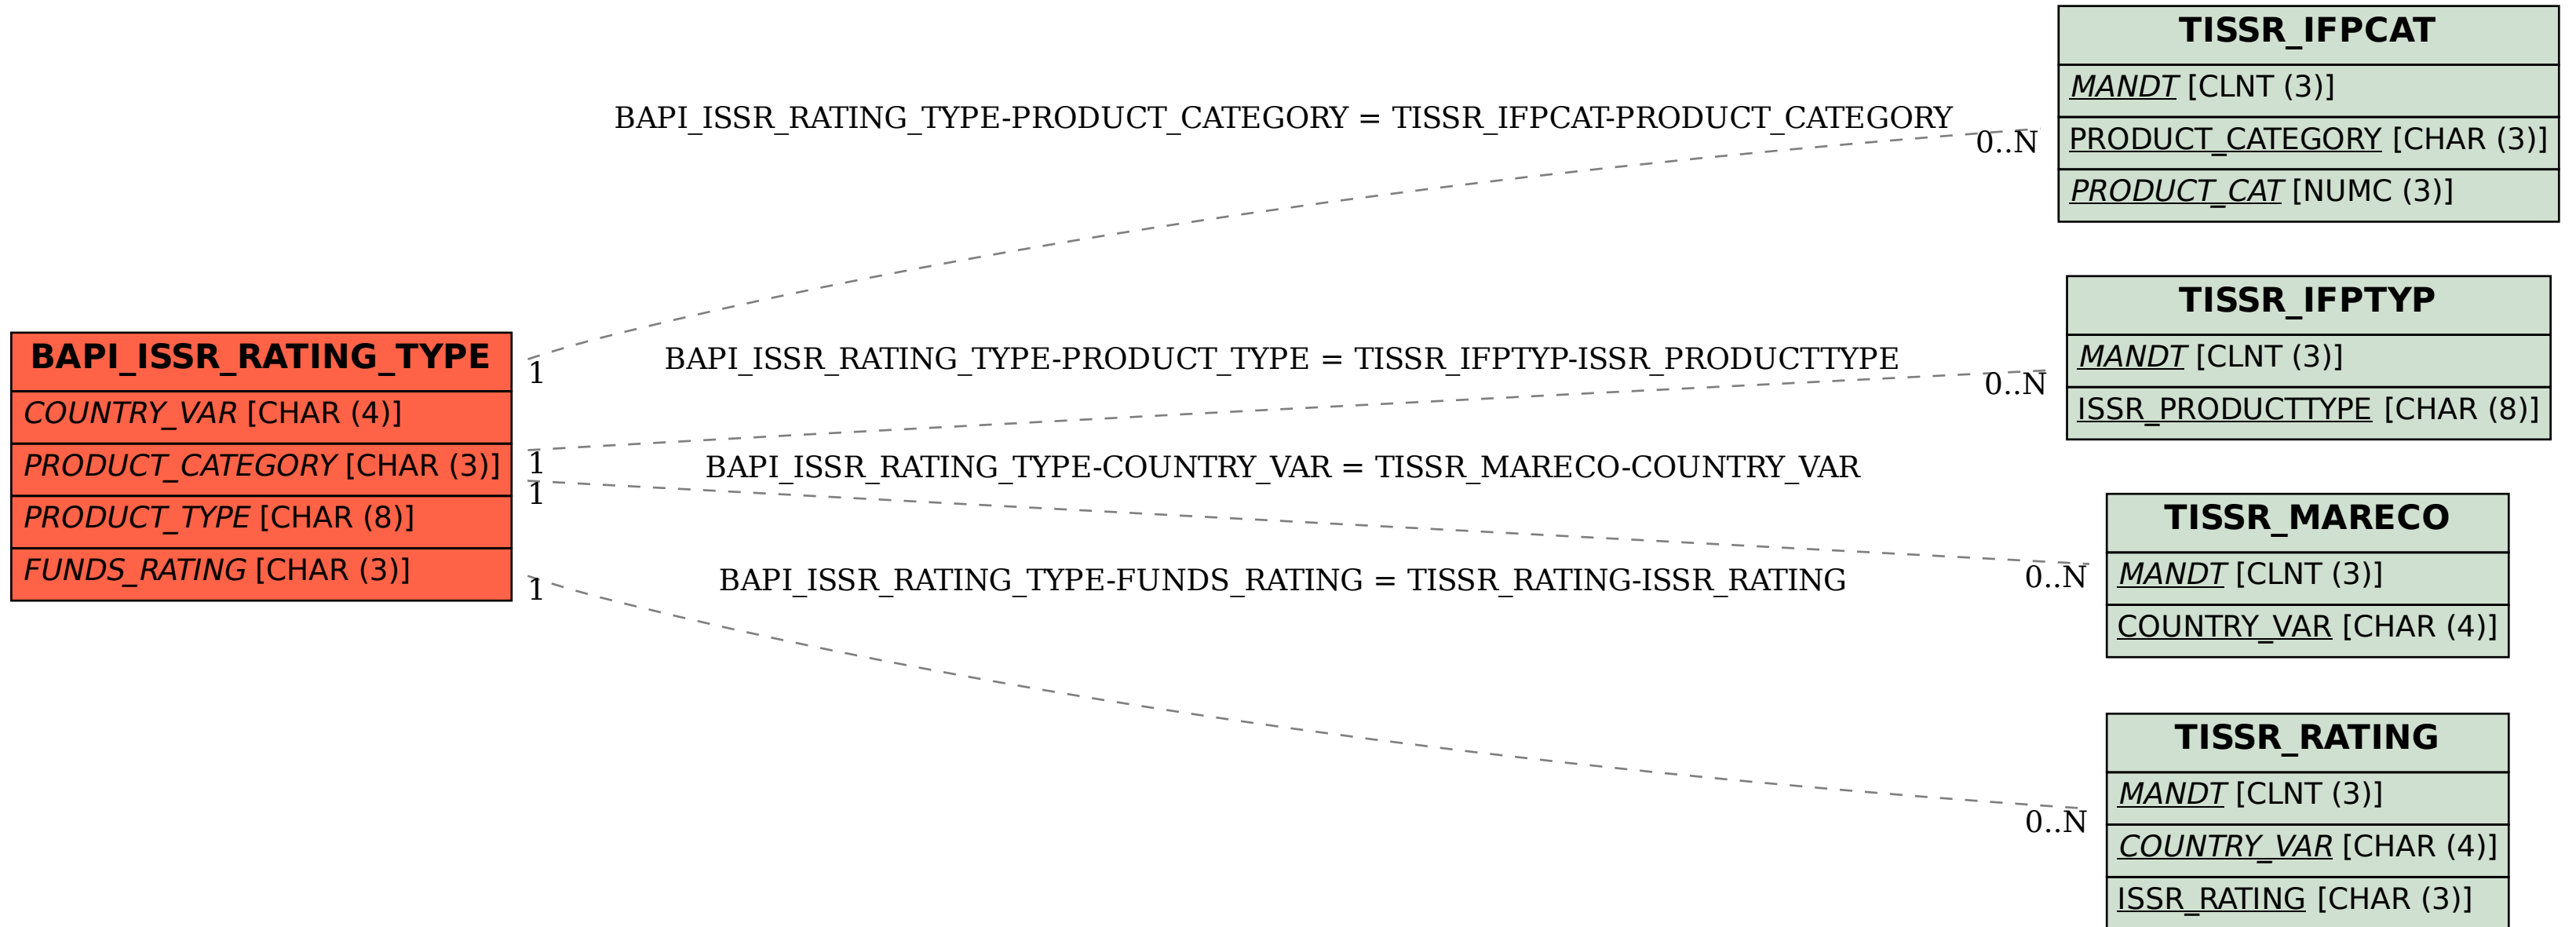 BAPI_ISSR_RATING_TYPE
COUNTRY_VAR [CHAR (4)]
PRODUCT_CATEGORY [CHAR (3)]
PRODUCT_TYPE [CHAR (8)]
FUNDS_RATING [CHAR (3)]
BAPI_ISSR_RATING_TYPE-PRODUCT_CATEGORY = TISSR_IFPCAT-PRODUCT_CATEGORY
1
0..N
BAPI_ISSR_RATING_TYPE-PRODUCT_TYPE = TISSR_IFPTYP-ISSR_PRODUCTTYPE
1
0..N
BAPI_ISSR_RATING_TYPE-COUNTRY_VAR = TISSR_MARECO-COUNTRY_VAR
1
0..N
BAPI_ISSR_RATING_TYPE-FUNDS_RATING = TISSR_RATING-ISSR_RATING
1
0..N
TISSR_IFPCAT
MANDT [CLNT (3)]
PRODUCT_CATEGORY [CHAR (3)]
PRODUCT_CAT [NUMC (3)]
TISSR_IFPTYP
MANDT [CLNT (3)]
ISSR_PRODUCTTYPE [CHAR (8)]
TISSR_MARECO
MANDT [CLNT (3)]
COUNTRY_VAR [CHAR (4)]
TISSR_RATING
MANDT [CLNT (3)]
COUNTRY_VAR [CHAR (4)]
ISSR_RATING [CHAR (3)]